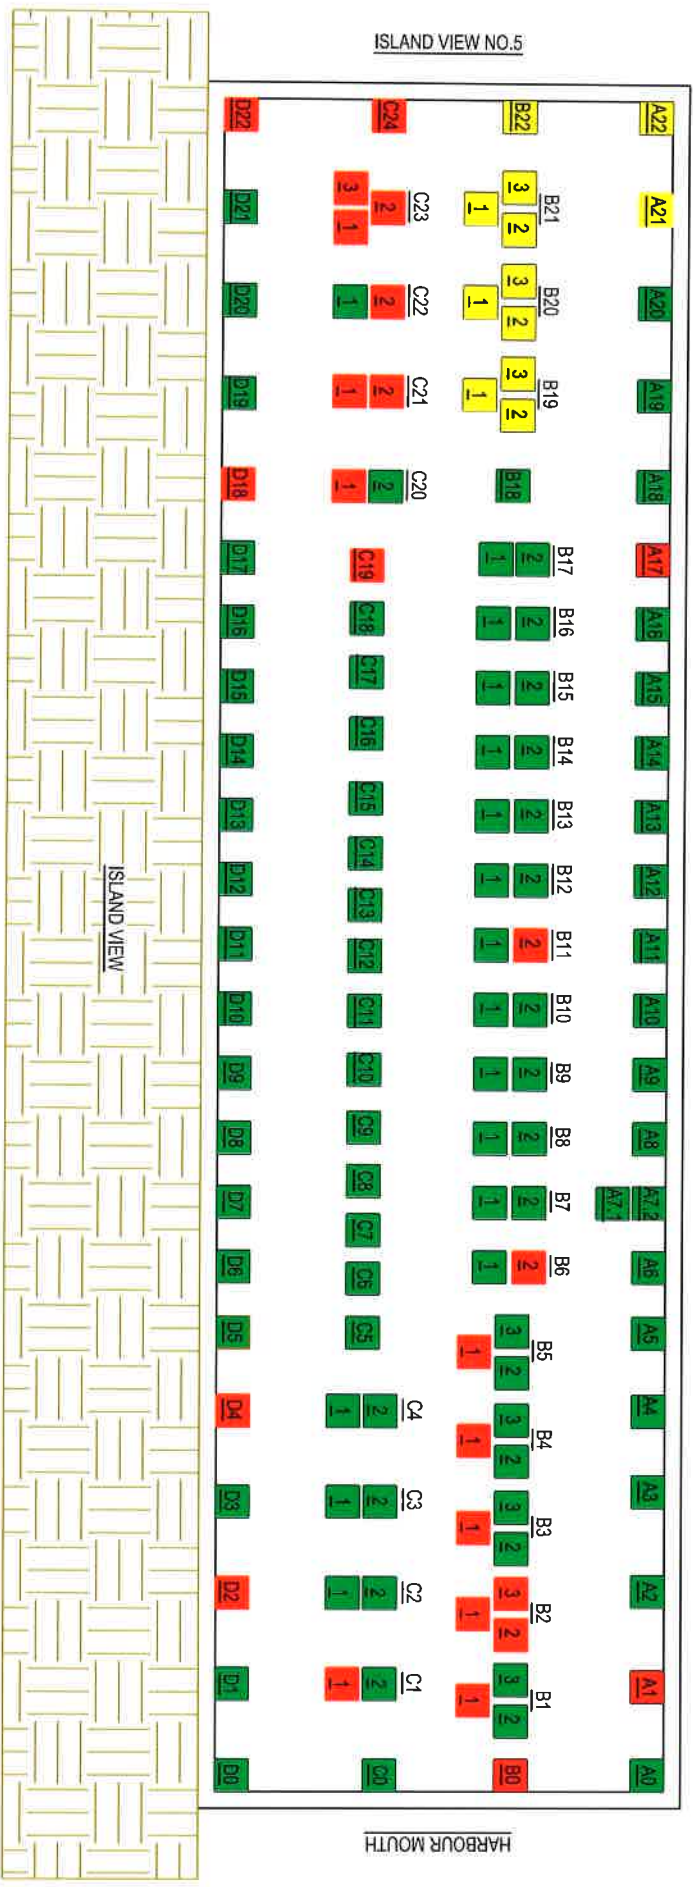 ISLAND VIEW NO.5
A22 A21 A20 A19 A18 A17 A16 A15 A14 A13 A12 A11 A10 A9 A8 A7.2 A6 A5 A4 A3 A2 A1 A0
A7.1
B21 B20 B19 B17 B16 B15 B14 B13 B12 B11 B10 B9 B8 B7 B6 B5 B4 B3 B2 B1
B22 3 2 3 2 3 2 B18 2 2 2 2 2 2 2 2 2 2 2 2 3 2 3 2 3 2 3 2 3 2 B0
1 1 1 1 1 1 1 1 1 1 1 1 1 1 1 1 1 1 1 1
C23 C22 C21 C20 C4 C3 C2 C1
C24 2 2 2 2 C19 C18 C17 C16 C15 C14 C13 C12 C11 C10 C9 C8 C7 C6 C5 2 2 2 2 C0
3 1 1 1 1 1 1 1 1
D22 D21 D20 D19 D18 D17 D16 D15 D14 D13 D12 D11 D10 D9 D8 D7 D6 D5 D4 D3 D2 D1 D0
ISLAND VIEW
HARBOUR MOUTH